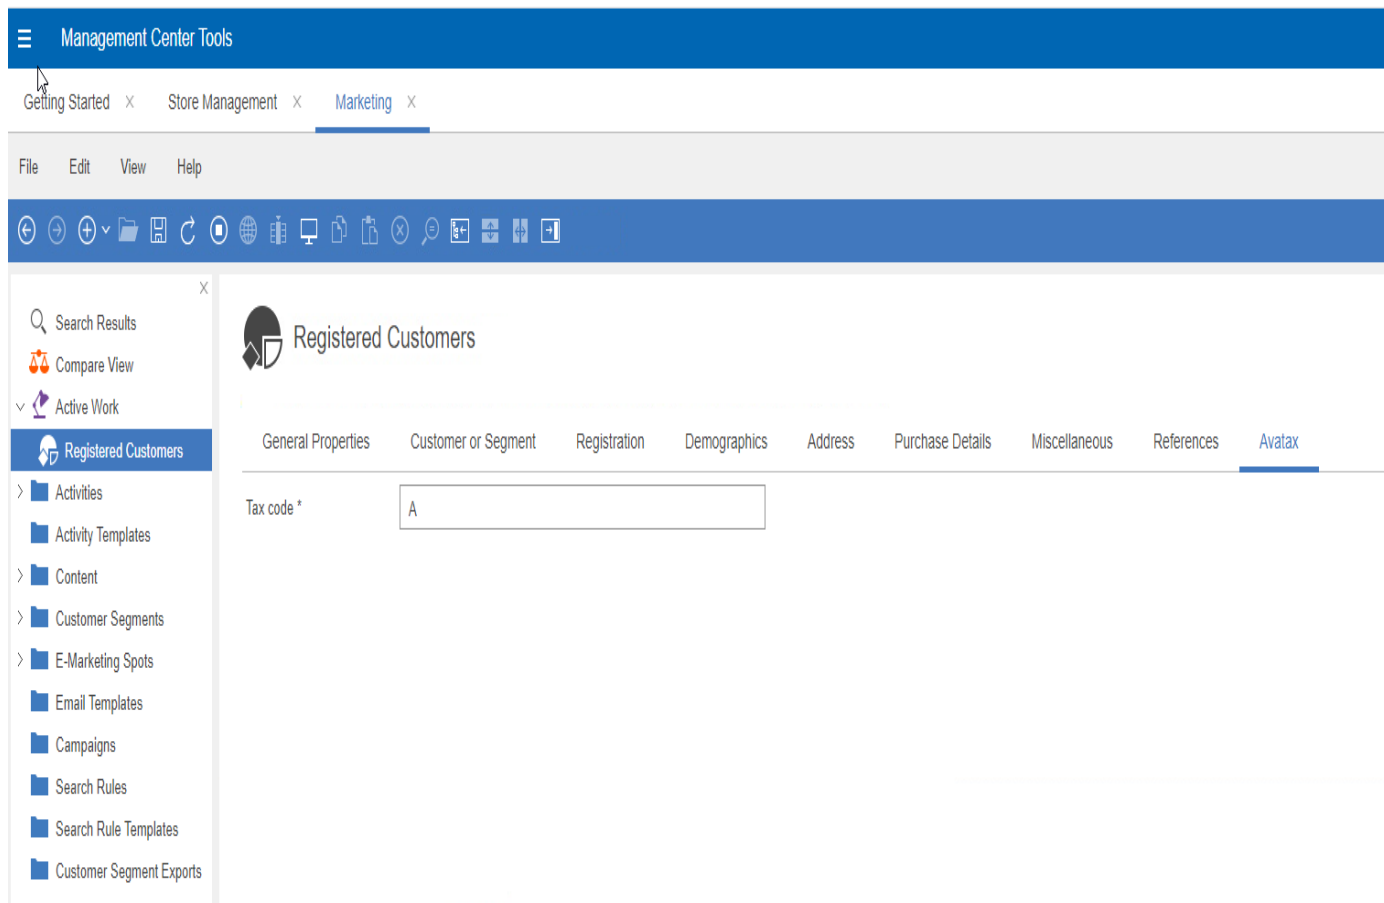 Management Center Tools
Getting Started
Store Management
Marketing
File Edit View Help
Search Results
Compare View
Active Work
Registered Customers
Activities
Activity Templates
Content
Customer Segments
E-Marketing Spots
Email Templates
Campaigns
Search Rules
Search Rule Templates
Customer Segment Exports
Registered Customers
General Properties Customer or Segment Registration Demographics Address Purchase Details Miscellaneous References Avatax
Tax code * A